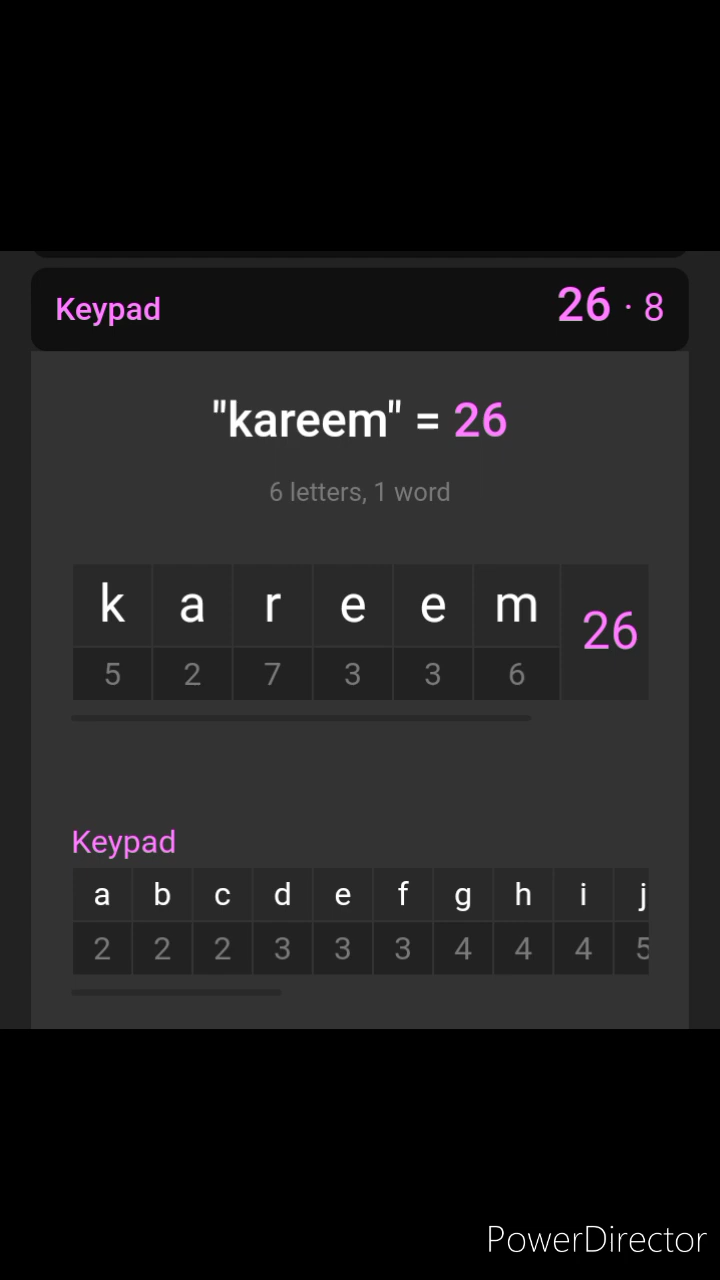 Keypad 26 · 8
"kareem" = 26
6 letters, 1 word
k a r e e m 26
5 2 7 3 3 6
Keypad
a b c d e f g h i j
2 2 2 3 3 3 4 4 4 5
PowerDirector